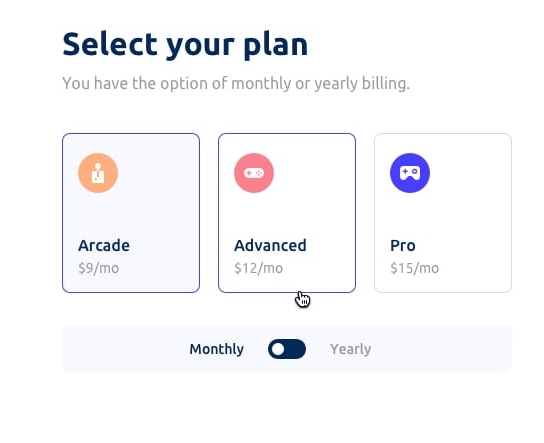 Select your plan
You have the option of monthly or yearly billing.
Arcade
$9/mo
Advanced
$12/mo
Pro
$15/mo
Monthly
Yearly